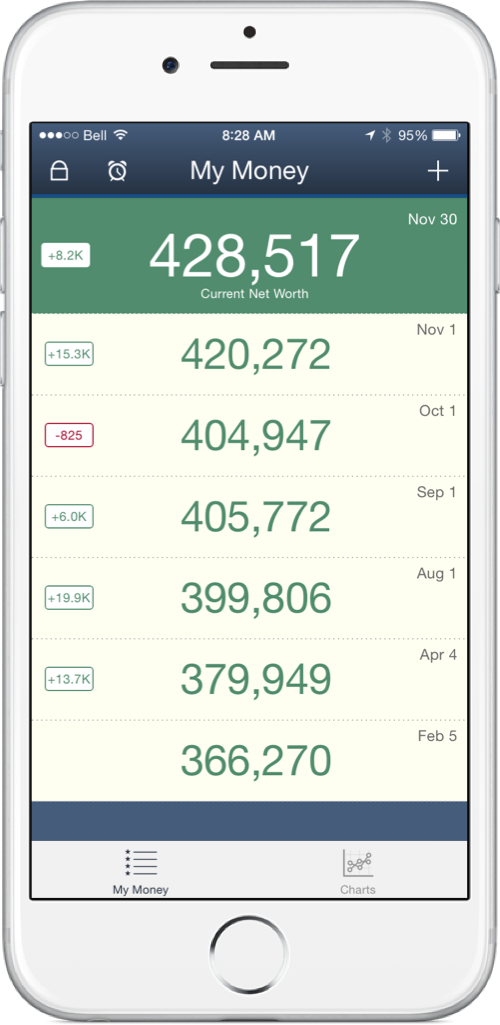 Bell 8:28 AM 95%
My Money
Nov 30
+8.2K 428,517
Current Net Worth
Nov 1
+15.3K 420,272
Oct 1
-825 404,947
Sep 1
+6.0K 405,772
Aug 1
+19.9K 399,806
Apr 4
+13.7K 379,949
Feb 5
366,270
My Money Charts